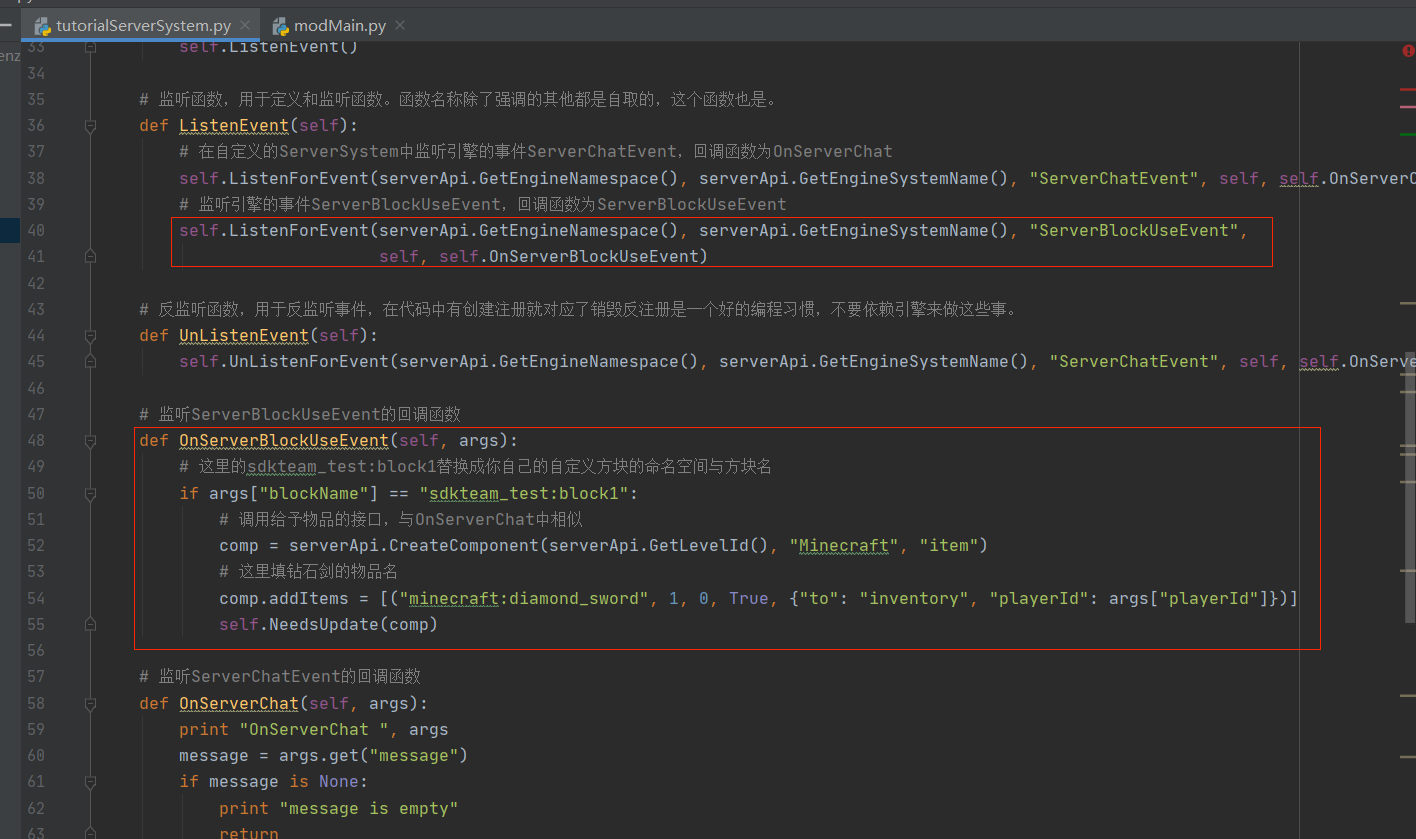 tutorialServerSystem.py
modMain.py
enz
33 self.ListenEvent()
34
35 # 监听函数，用于定义和监听函数。函数名称除了强调的其他都是自取的，这个函数也是。
36 def ListenEvent(self):
37 # 在自定义的ServerSystem中监听引擎的事件ServerChatEvent，回调函数为OnServerChat
38 self.ListenForEvent(serverApi.GetEngineNamespace(), serverApi.GetEngineSystemName(), "ServerChatEvent", self, self.OnServerC
39 # 监听引擎的事件ServerBlockUseEvent，回调函数为ServerBlockUseEvent
40 self.ListenForEvent(serverApi.GetEngineNamespace(), serverApi.GetEngineSystemName(), "ServerBlockUseEvent",
41 self, self.OnServerBlockUseEvent)
42
43 # 反监听函数，用于反监听事件，在代码中有创建注册就对应了销毁反注册是一个好的编程习惯，不要依赖引擎来做这些事。
44 def UnListenEvent(self):
45 self.UnListenForEvent(serverApi.GetEngineNamespace(), serverApi.GetEngineSystemName(), "ServerChatEvent", self, self.OnServe
46
47 # 监听ServerBlockUseEvent的回调函数
48 def OnServerBlockUseEvent(self, args):
49 # 这里的sdkteam_test:block1替换成你自己的自定义方块的命名空间与方块名
50 if args["blockName"] == "sdkteam_test:block1":
51 # 调用给予物品的接口，与OnServerChat中相似
52 comp = serverApi.CreateComponent(serverApi.GetLevelId(), "Minecraft", "item")
53 # 这里填钻石剑的物品名
54 comp.addItems = [("minecraft:diamond_sword", 1, 0, True, {"to": "inventory", "playerId": args["playerId"]})]
55 self.NeedsUpdate(comp)
56
57 # 监听ServerChatEvent的回调函数
58 def OnServerChat(self, args):
59 print "OnServerChat ", args
60 message = args.get("message")
61 if message is None:
62 print "message is empty"
63 return